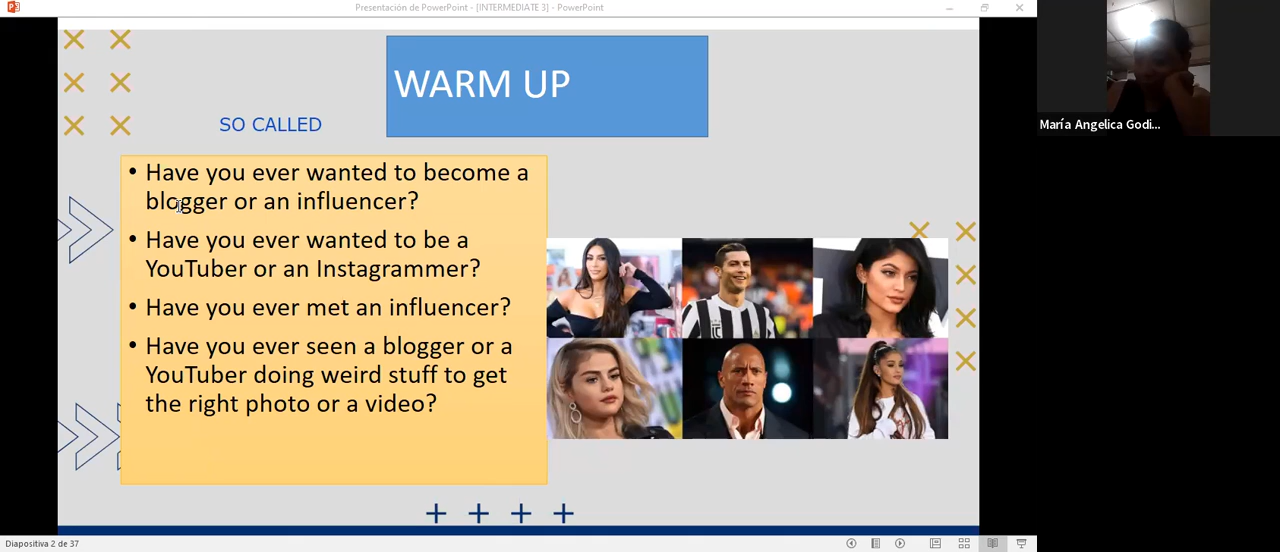 Presentación de PowerPoint - [INTERMEDIATE 3] - PowerPoint
WARM UP
SO CALLED
• Have you ever wanted to become a
blogger or an influencer?
• Have you ever wanted to be a
YouTuber or an Instagrammer?
• Have you ever met an influencer?
• Have you ever seen a blogger or a
YouTuber doing weird stuff to get
the right photo or a video?
María Angelica Godi...
Diapositiva 2 de 37